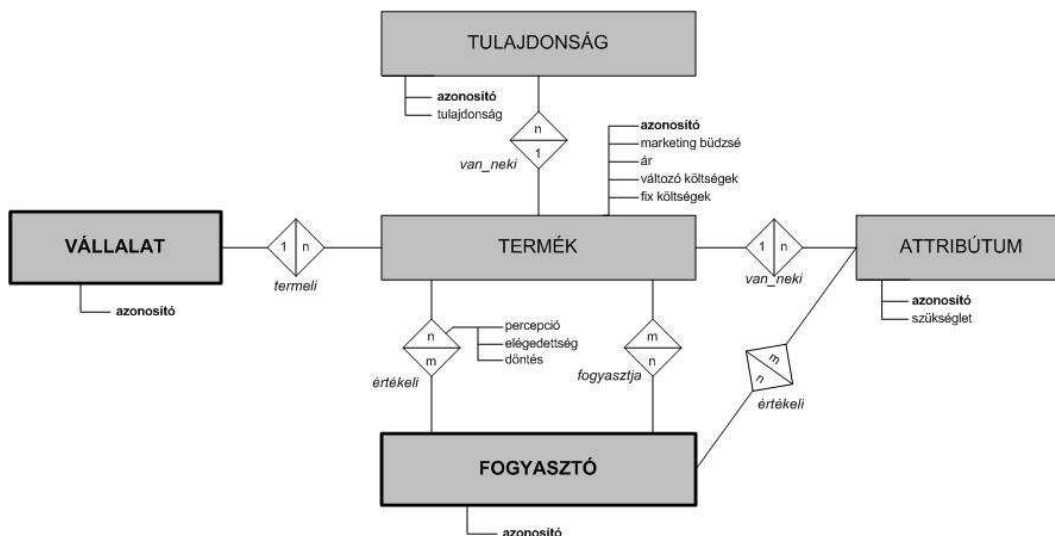 TULAJDONSÁG
azonosító
tulajdonság
n
1
van_neki
azonosító
marketing büdzsé
ár
változó költségek
fix költségek
VÁLLALAT
1 n
termeli
TERMÉK
1 n
van_neki
ATTRIBÚTUM
azonosító
azonosító
szükséglet
n
m
értékeli
percepció
elégedettség
döntés
m
n
fogyasztja
m
n
értékeli
FOGYASZTÓ
azonosító